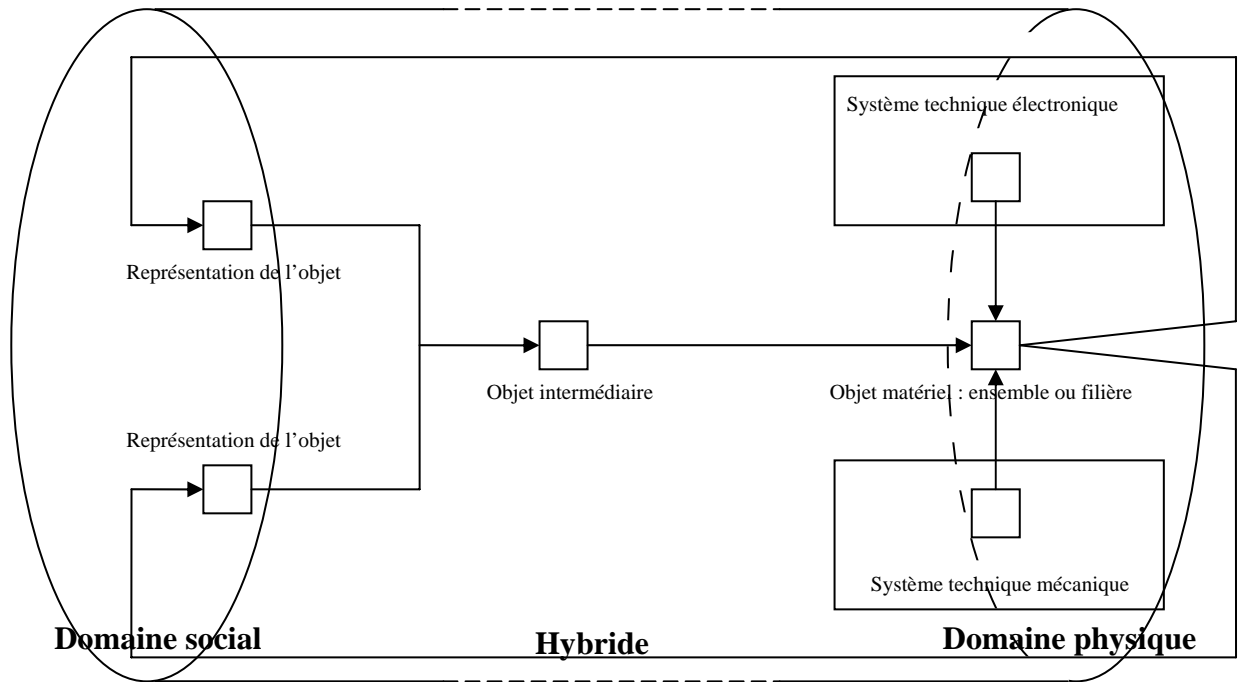 Système technique électronique
Représentation de l’objet
Objet intermédiaire
Objet matériel : ensemble ou filière
Représentation de l’objet
Système technique mécanique
Domaine social
Hybride
Domaine physique